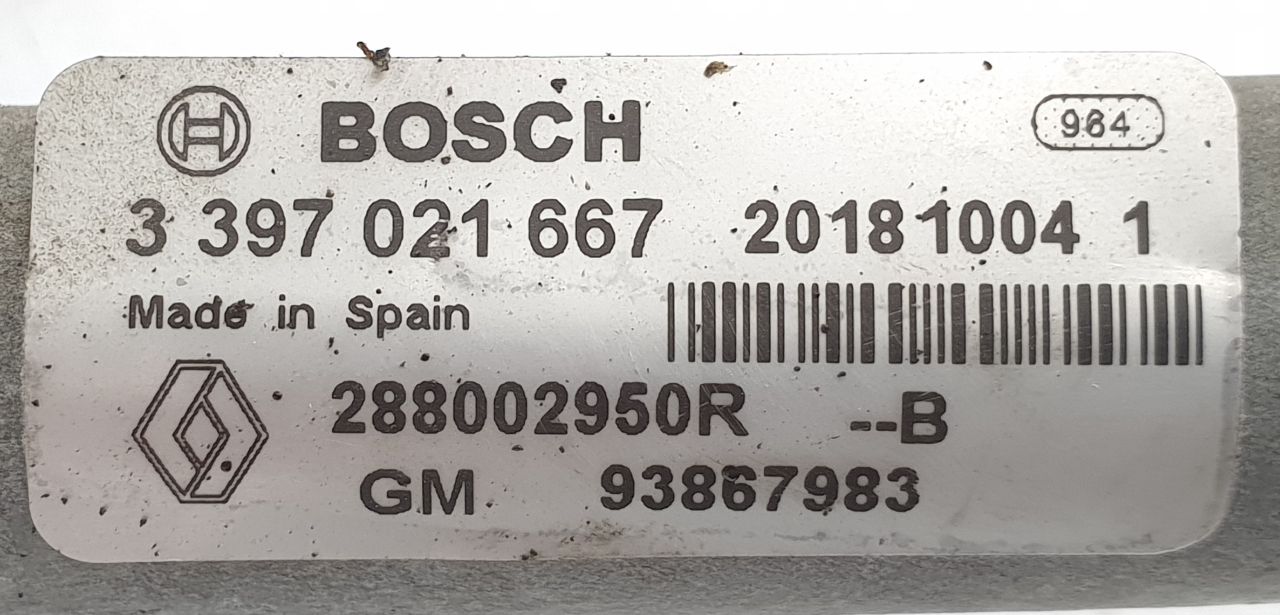 BOSCH
964
3 397 021 667 20181004 1
Made in Spain
288002950R --B
GM 93867983